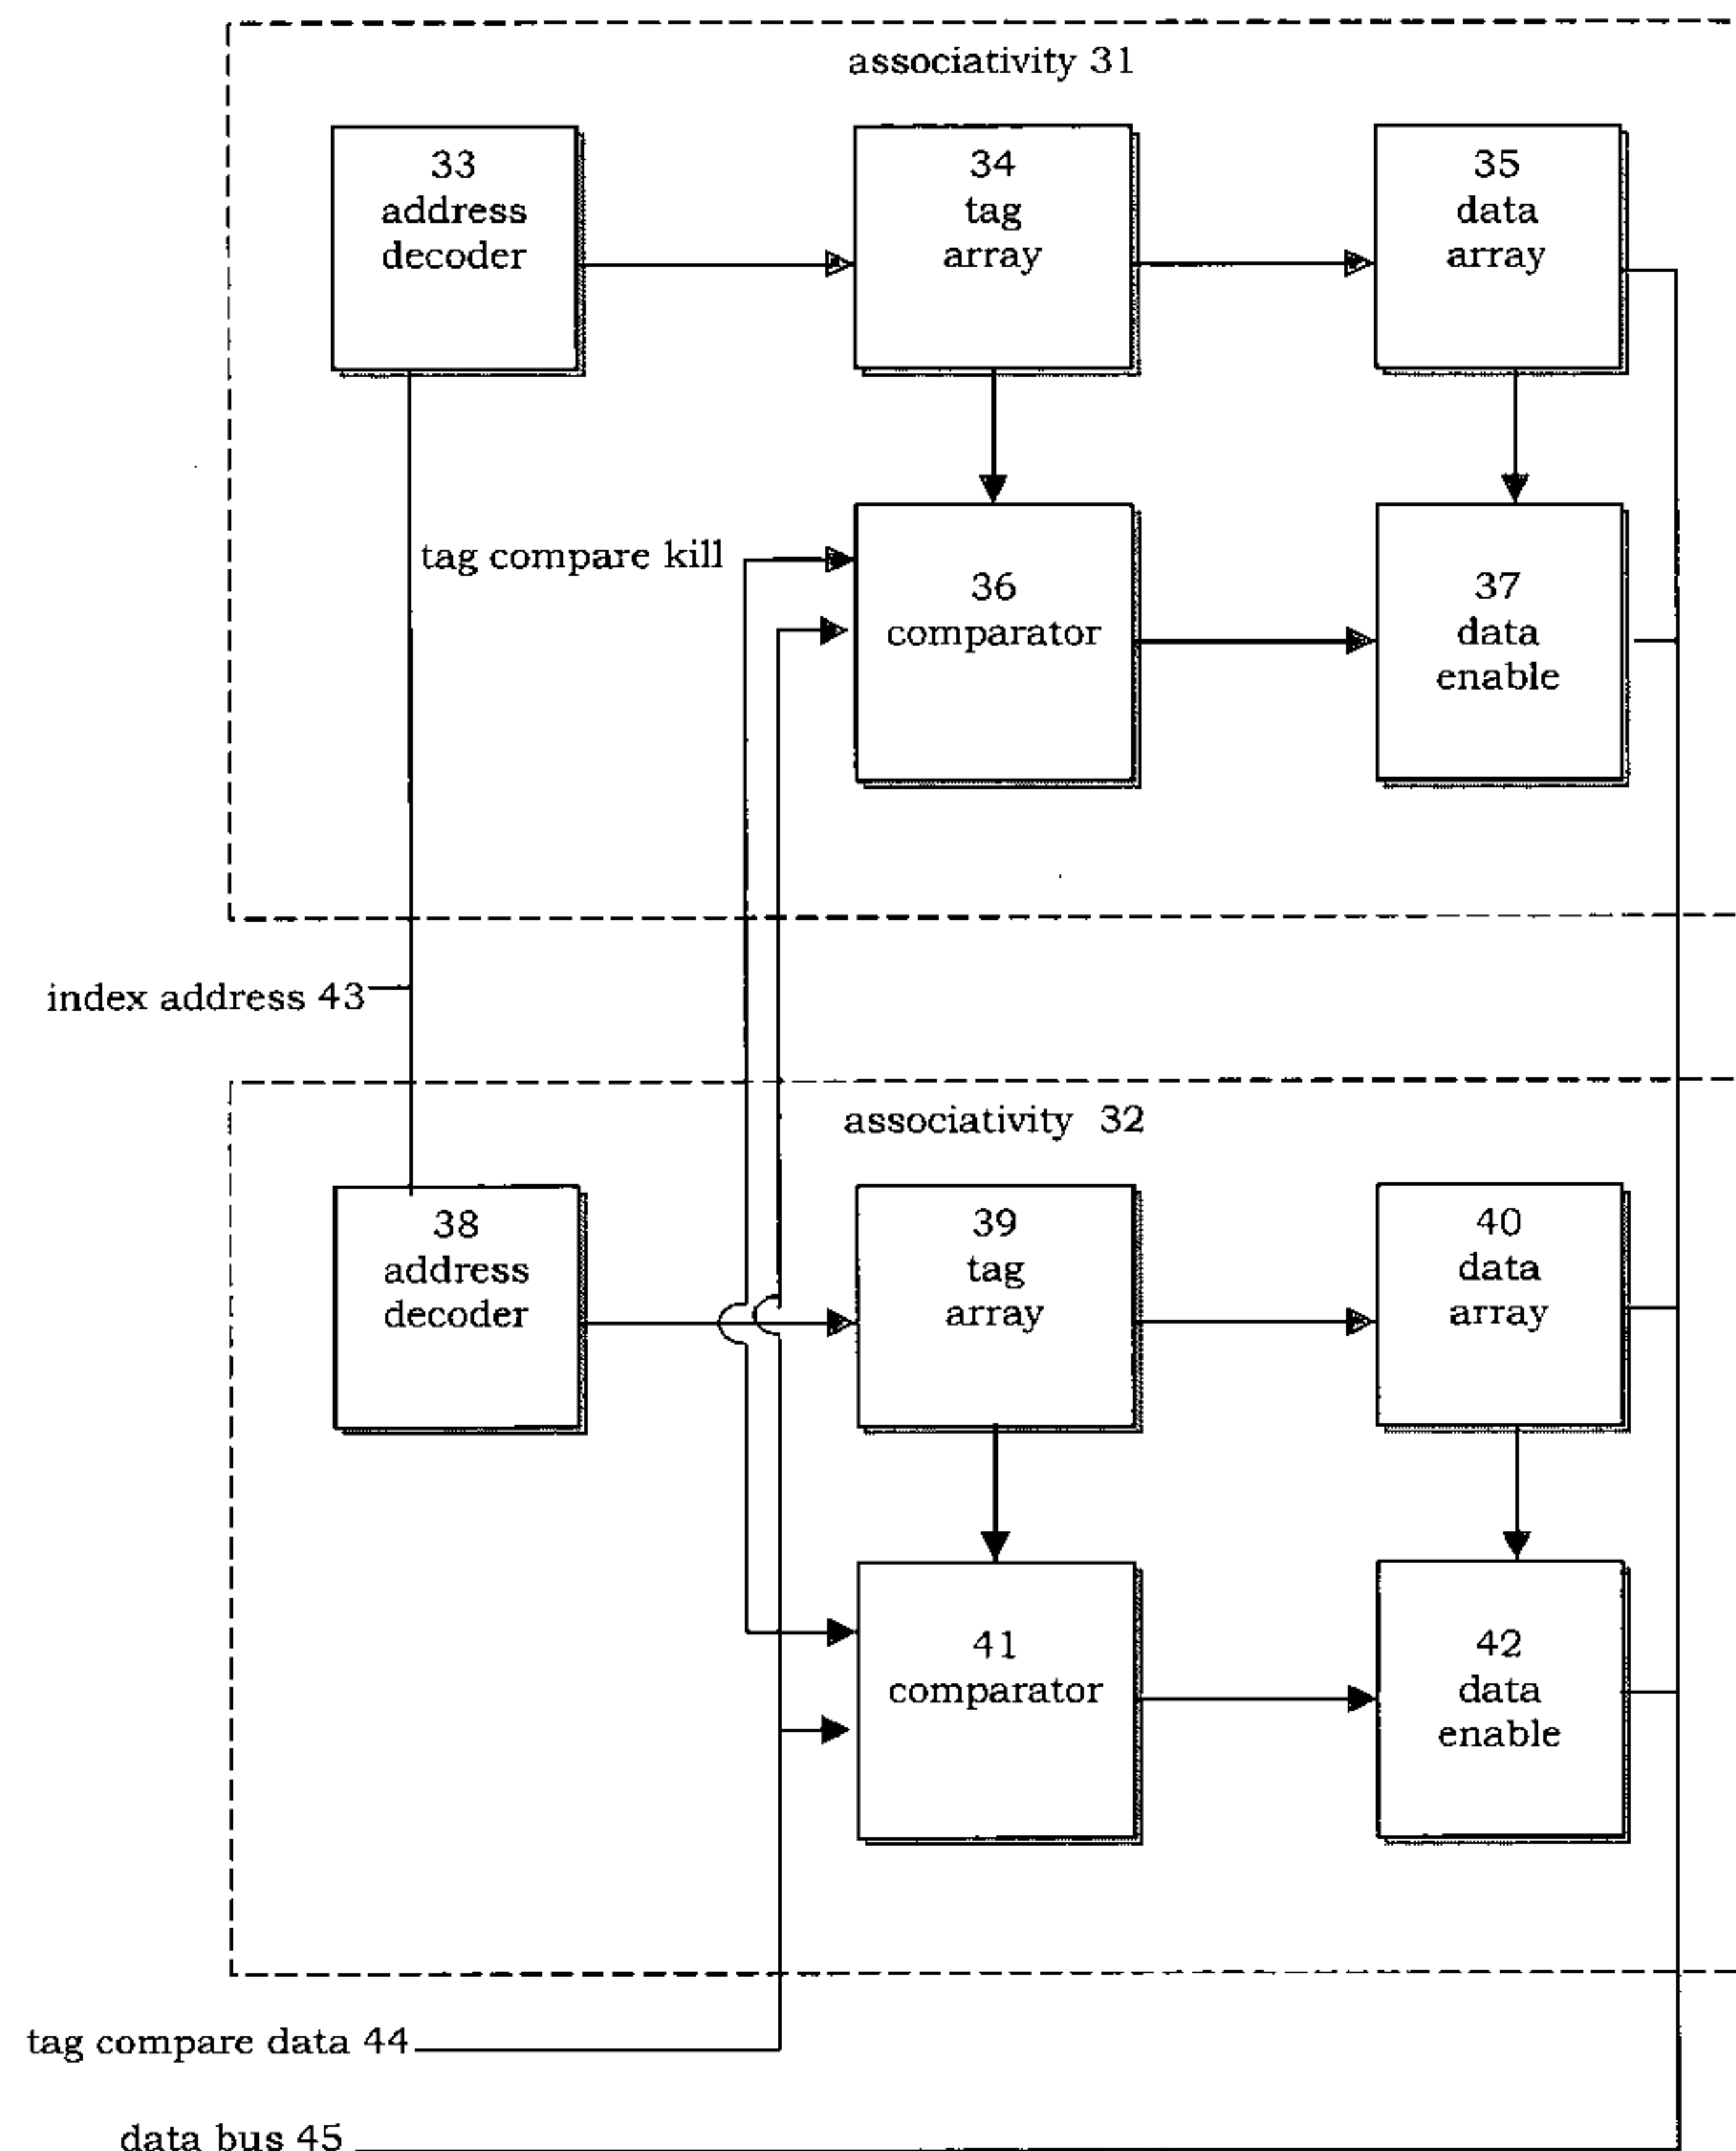 associativity 31
33
address
decoder
34
tag
array
35
data
array
tag compare kill
36
comparator
37
data
enable
index address 43
associativity 32
38
address
decoder
39
tag
array
40
data
array
41
comparator
42
data
enable
tag compare data 44
data bus 45